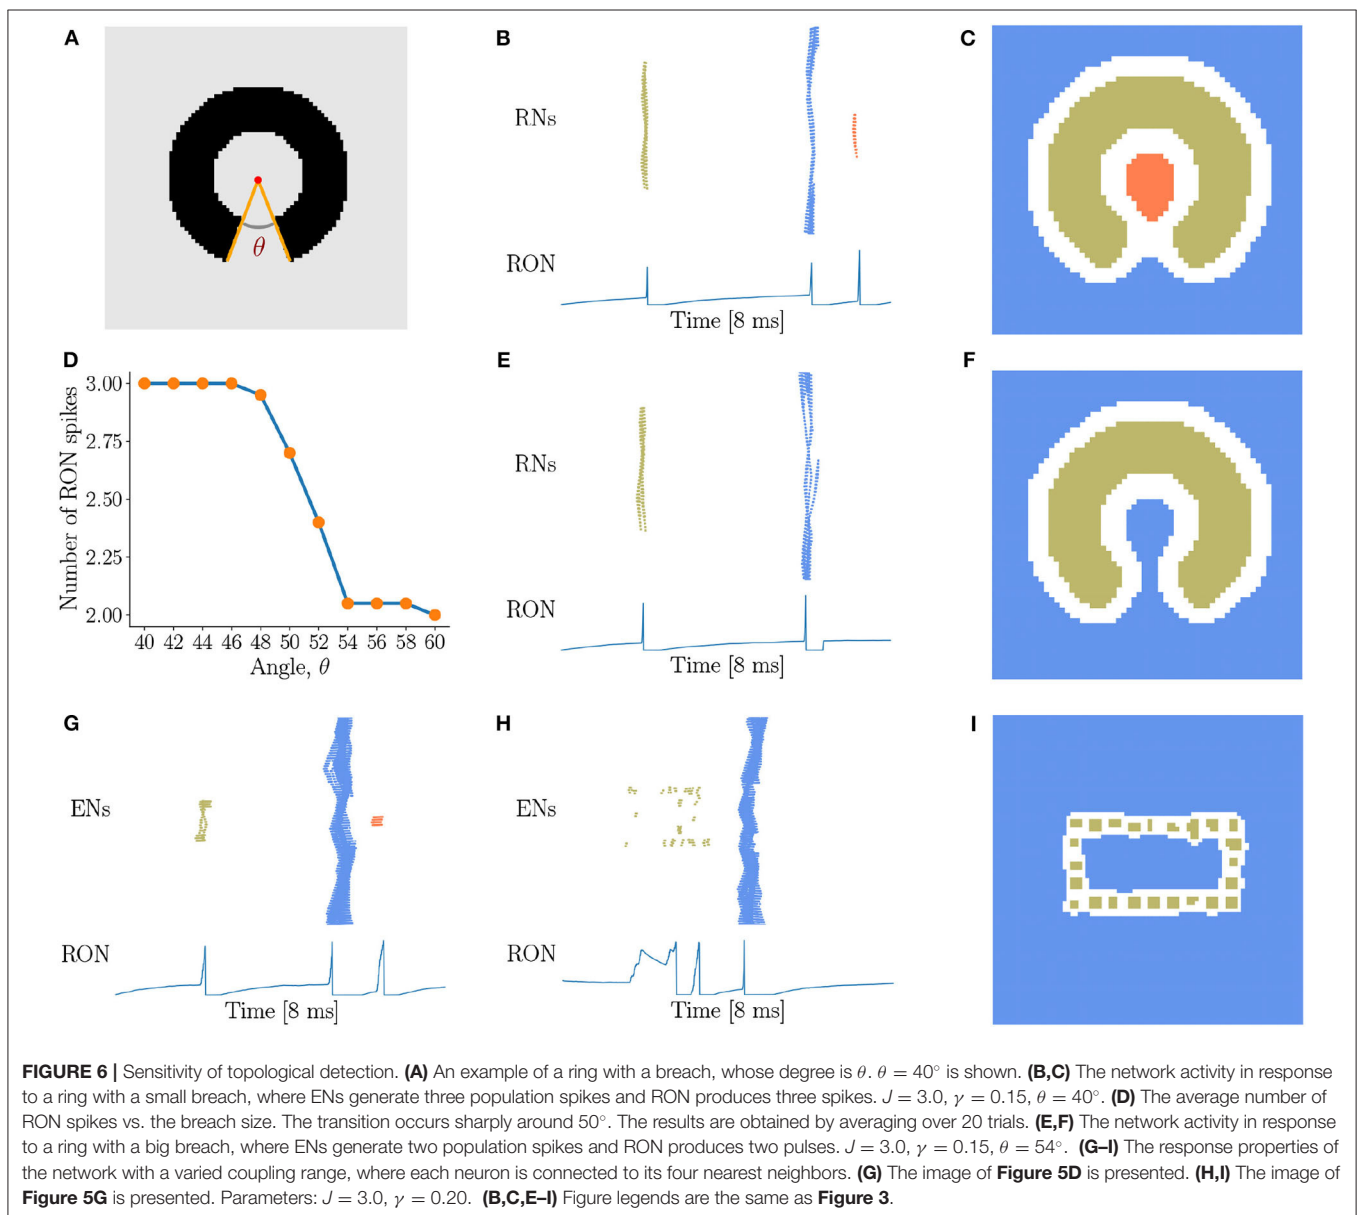 A
θ
B
RNs
RON
Time [8 ms]
C
D
Number of RON spikes
3.00
2.75
2.50
2.25
2.00
40 42 44 46 48 50 52 54 56 58 60
Angle, θ
E
RNs
RON
Time [8 ms]
F
G
ENs
RON
Time [8 ms]
H
ENs
RON
Time [8 ms]
I
FIGURE 6 | Sensitivity of topological detection. (A) An example of a ring with a breach, whose degree is θ. θ = 40° is shown. (B,C) The network activity in response
to a ring with a small breach, where ENs generate three population spikes and RON produces three spikes. J = 3.0, γ = 0.15, θ = 40°. (D) The average number of
RON spikes vs. the breach size. The transition occurs sharply around 50°. The results are obtained by averaging over 20 trials. (E,F) The network activity in response
to a ring with a big breach, where ENs generate two population spikes and RON produces two pulses. J = 3.0, γ = 0.15, θ = 54°. (G–I) The response properties of
the network with a varied coupling range, where each neuron is connected to its four nearest neighbors. (G) The image of Figure 5D is presented. (H,I) The image of
Figure 5G is presented. Parameters: J = 3.0, γ = 0.20. (B,C,E–I) Figure legends are the same as Figure 3.